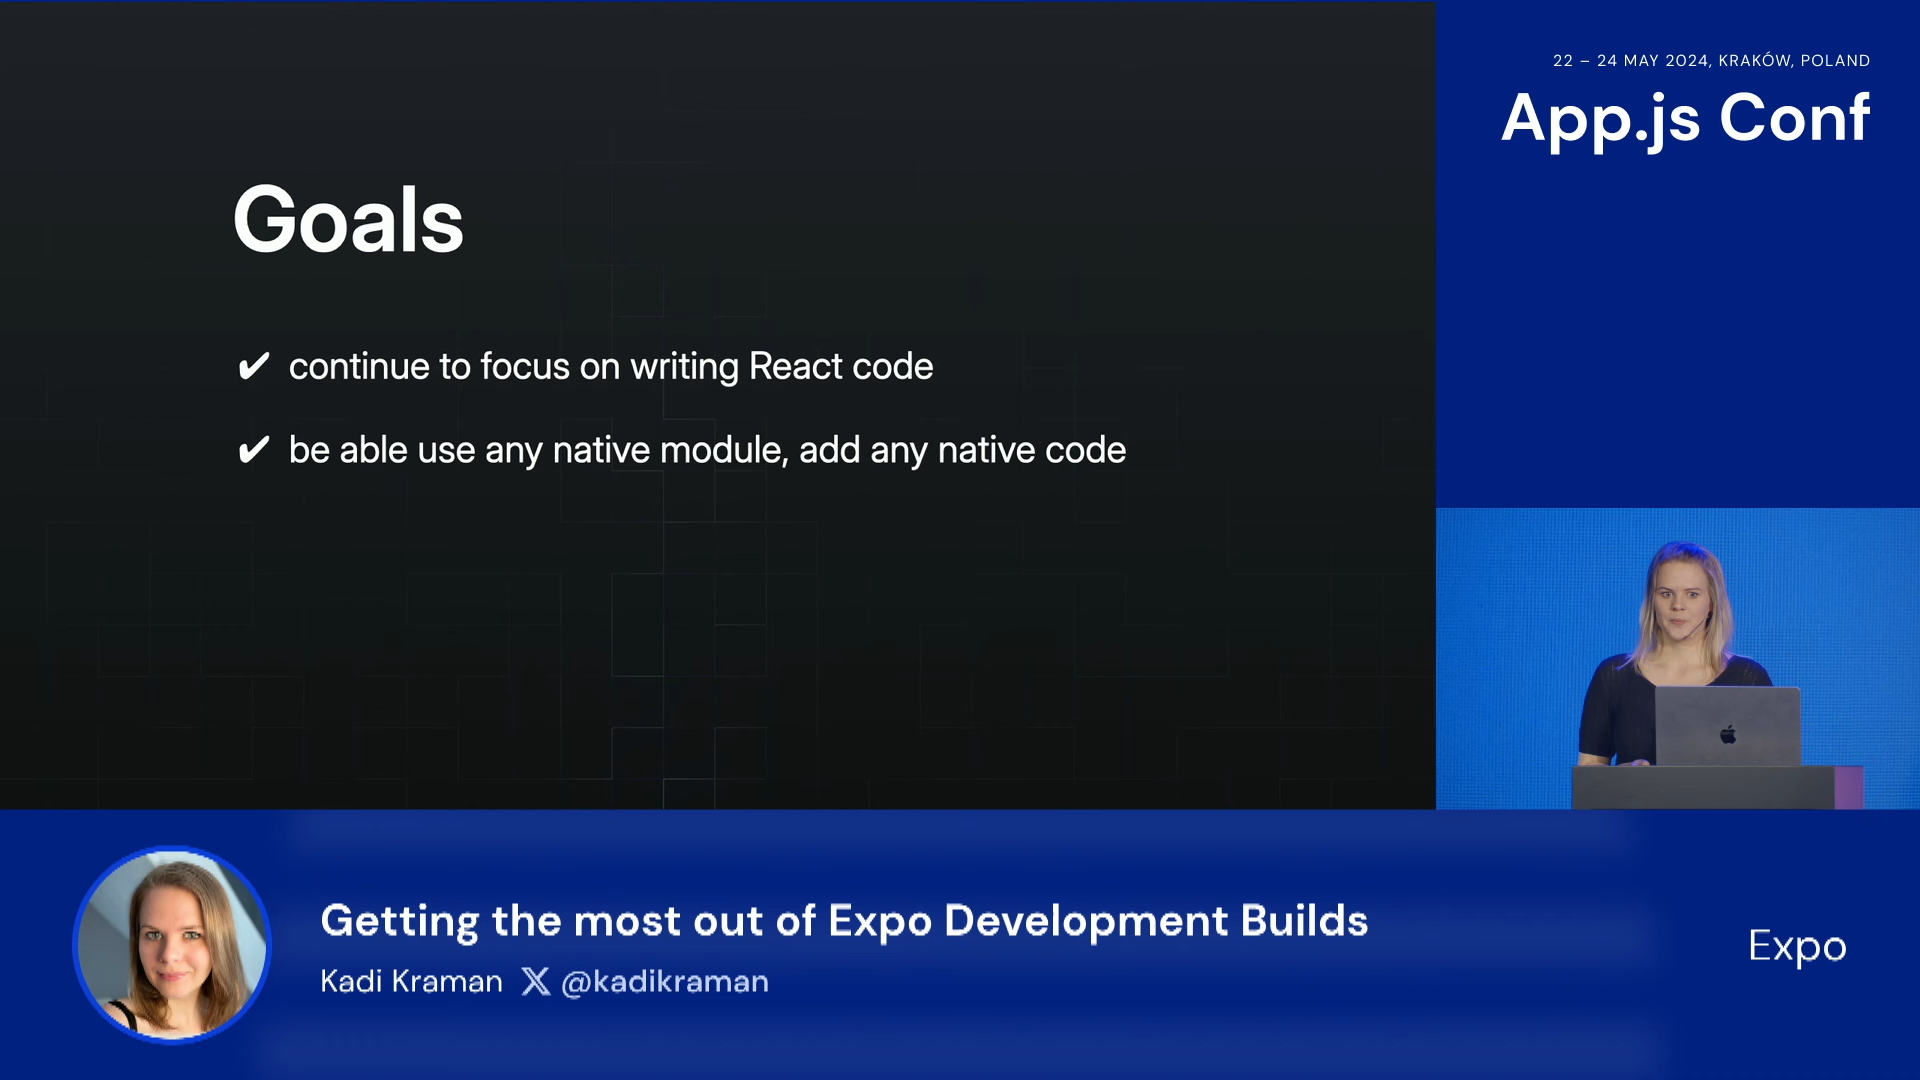 22 – 24 MAY 2024, KRAKÓW, POLAND
App.js Conf
Goals
✔ continue to focus on writing React code
✔ be able use any native module, add any native code
Getting the most out of Expo Development Builds
Kadi Kraman 𝕏 @kadikraman
Expo